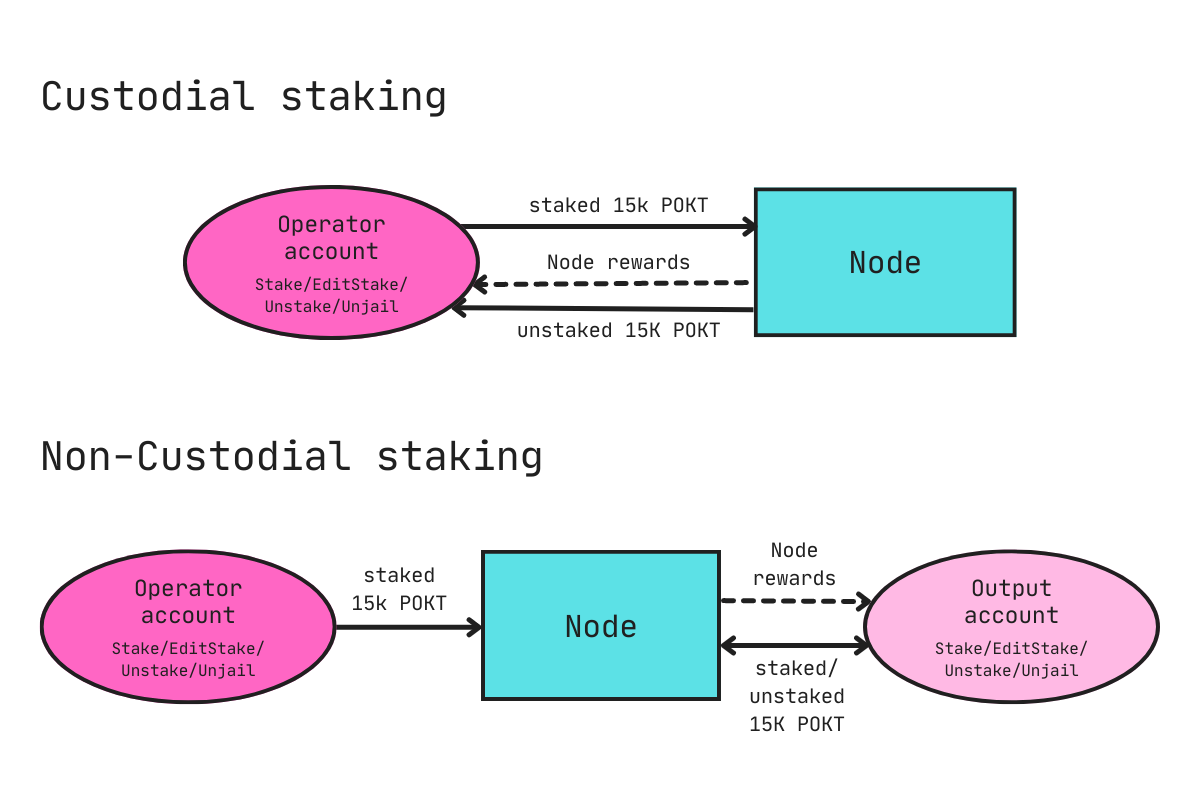 Custodial staking
Operator
account
Stake/EditStake/
Unstake/Unjail
staked 15k POKT
Node rewards
unstaked 15K POKT
Node
Non-Custodial staking
Operator
account
Stake/EditStake/
Unstake/Unjail
staked
15k POKT
Node
Node
rewards
staked/
unstaked
15K POKT
Output
account
Stake/EditStake/
Unstake/Unjail